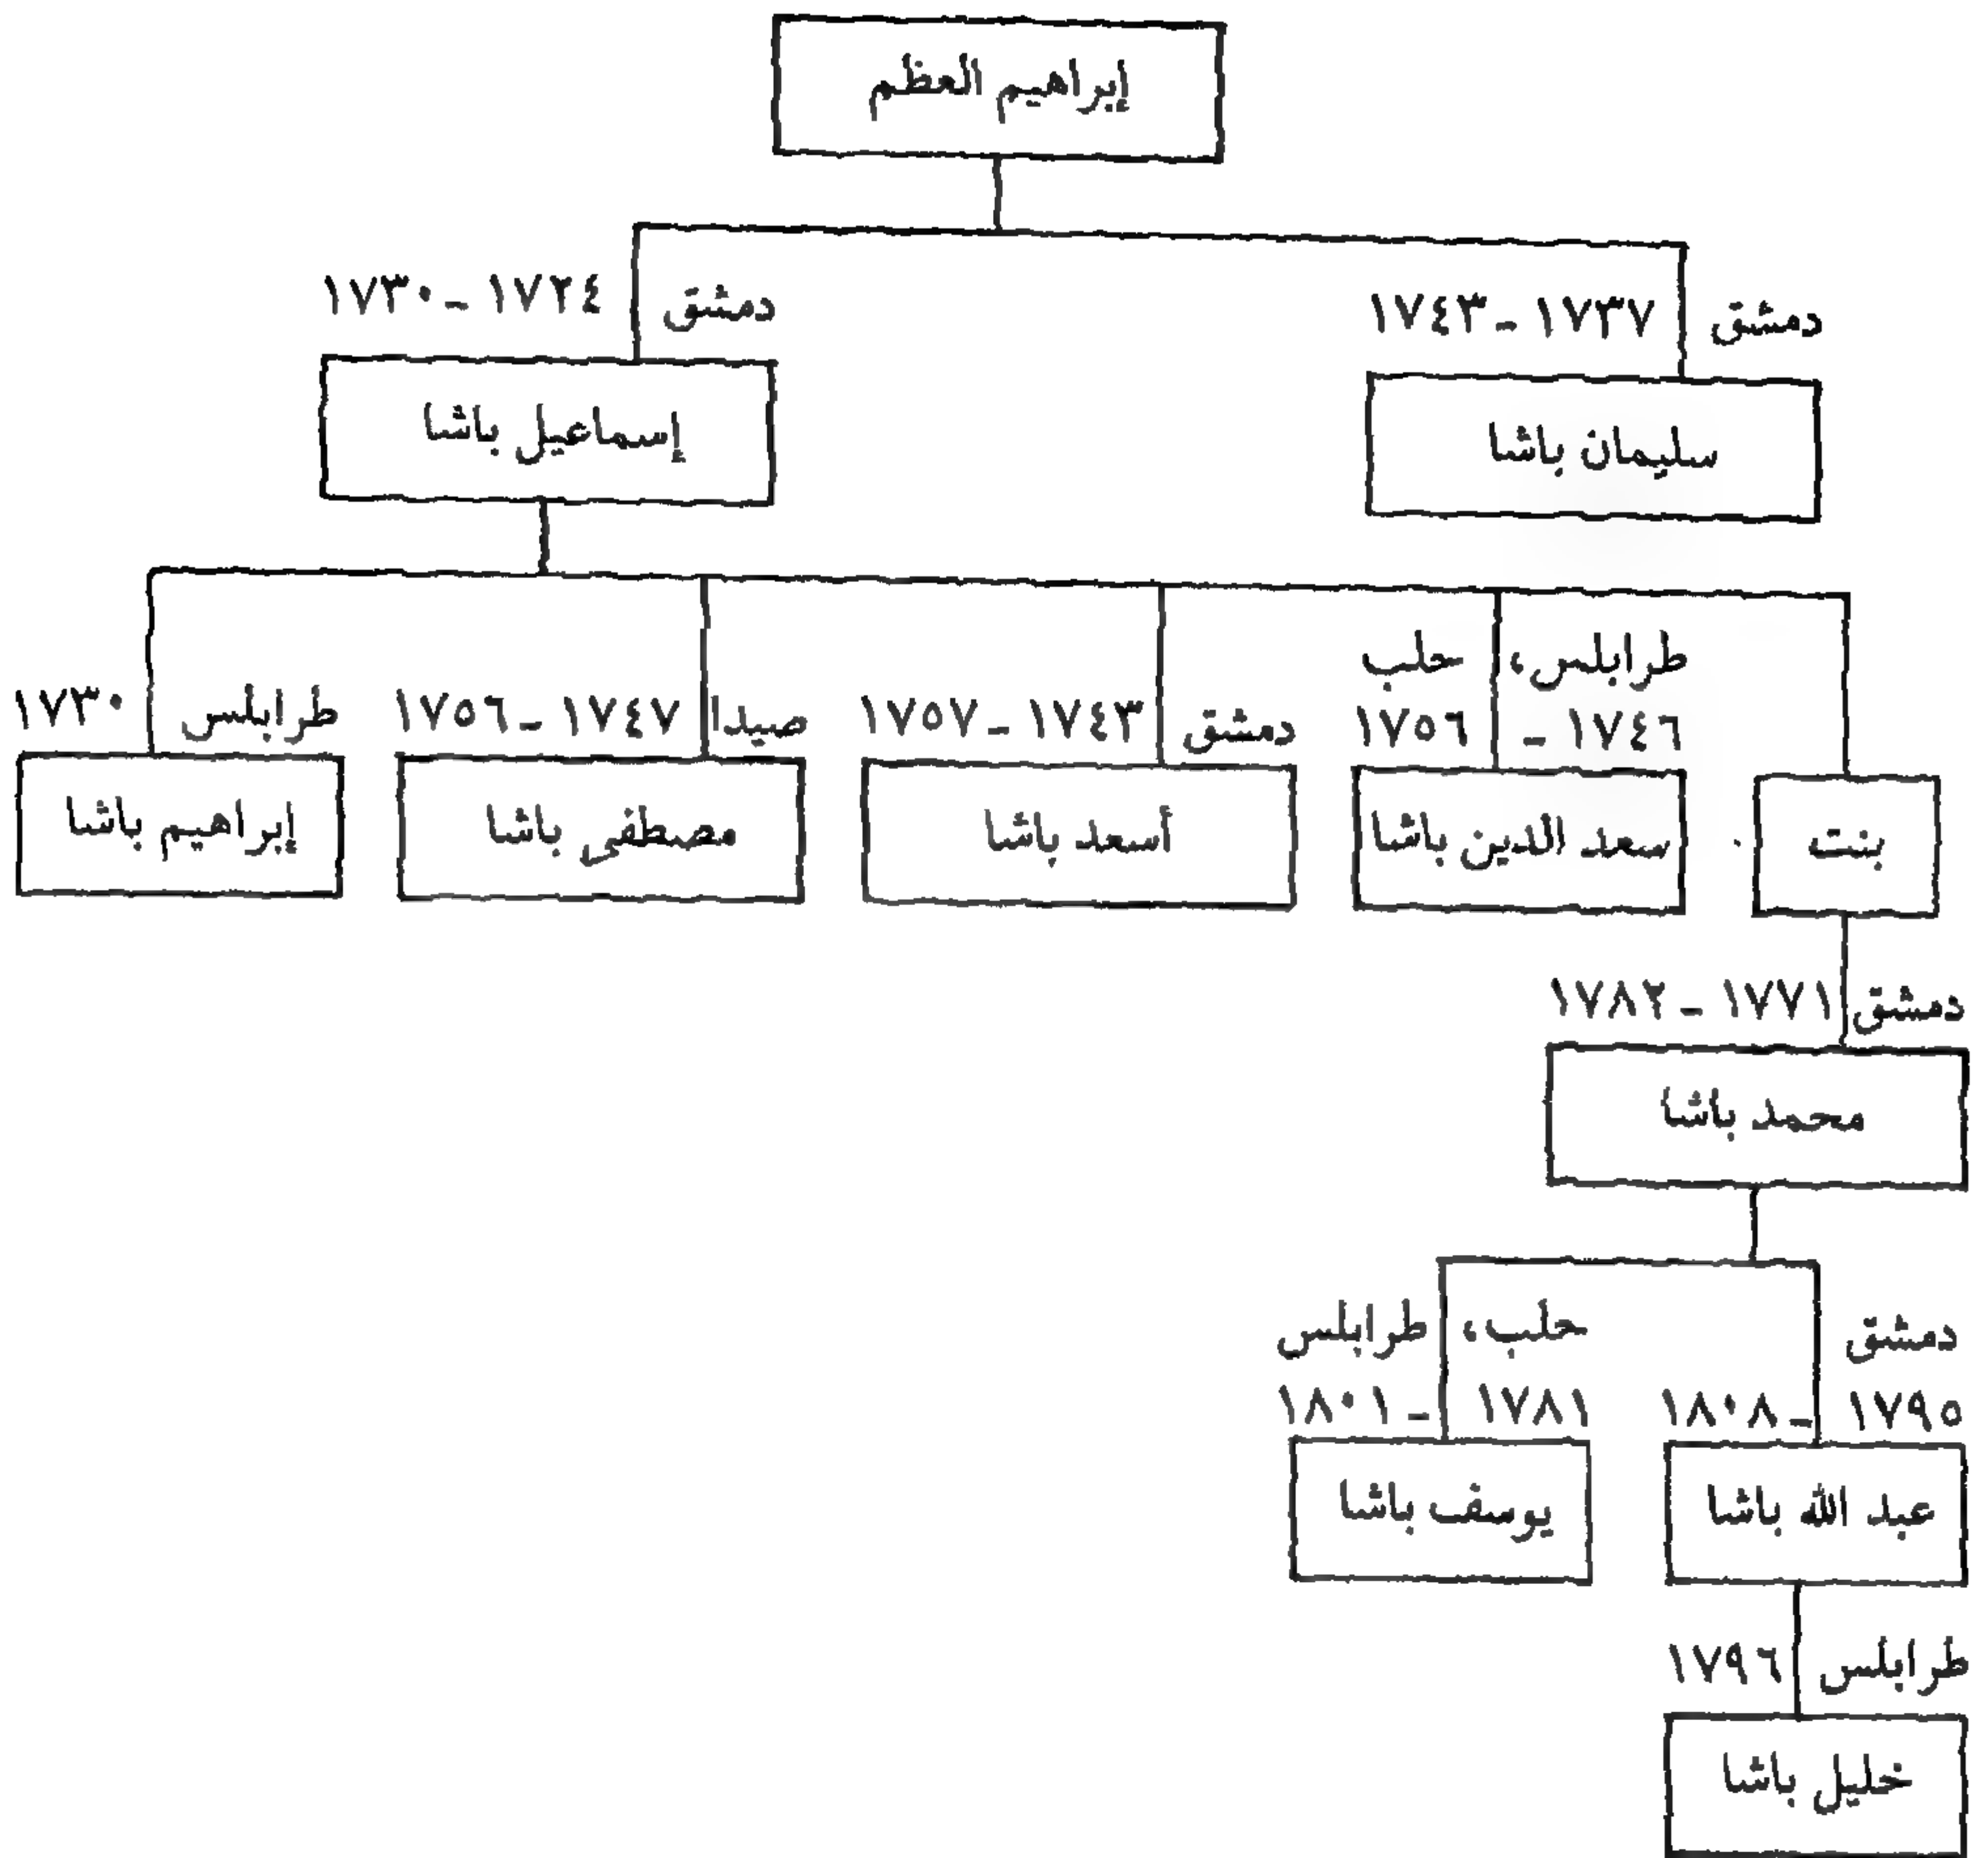 إبراهيم العظم
دمشق ١٧٣٧ - ١٧٤٣
سليمان باشا
دمشق ١٧٢٤ - ١٧٣٠
إسماعيل باشا
طرابلس، حلب
١٧٤٦ - ١٧٥٦
سعد الدين باشا
دمشق ١٧٤٣ - ١٧٥٧
أسعد باشا
صيدا ١٧٤٧ - ١٧٥٦
مصطفى باشا
طرابلس ١٧٣٠
إبراهيم باشا
بنت
دمشق ١٧٧١ - ١٧٨٢
محمد باشا
دمشق
١٧٩٥ - ١٨٠٨
عبد الله باشا
حلب، طرابلس
١٧٨١ - ١٨٠١
يوسف باشا
طرابلس ١٧٩٦
خليل باشا